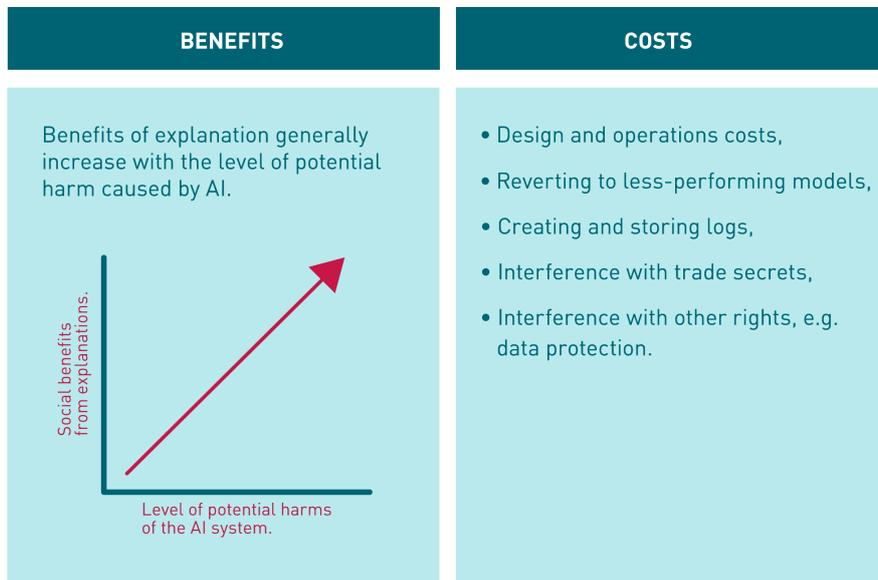 BENEFITS
Benefits of explanation generally
increase with the level of potential
harm caused by AI.
Social benefits
from explanations.
Level of potential harms
of the AI system.
COSTS
• Design and operations costs,
• Reverting to less-performing models,
• Creating and storing logs,
• Interference with trade secrets,
• Interference with other rights, e.g.
data protection.